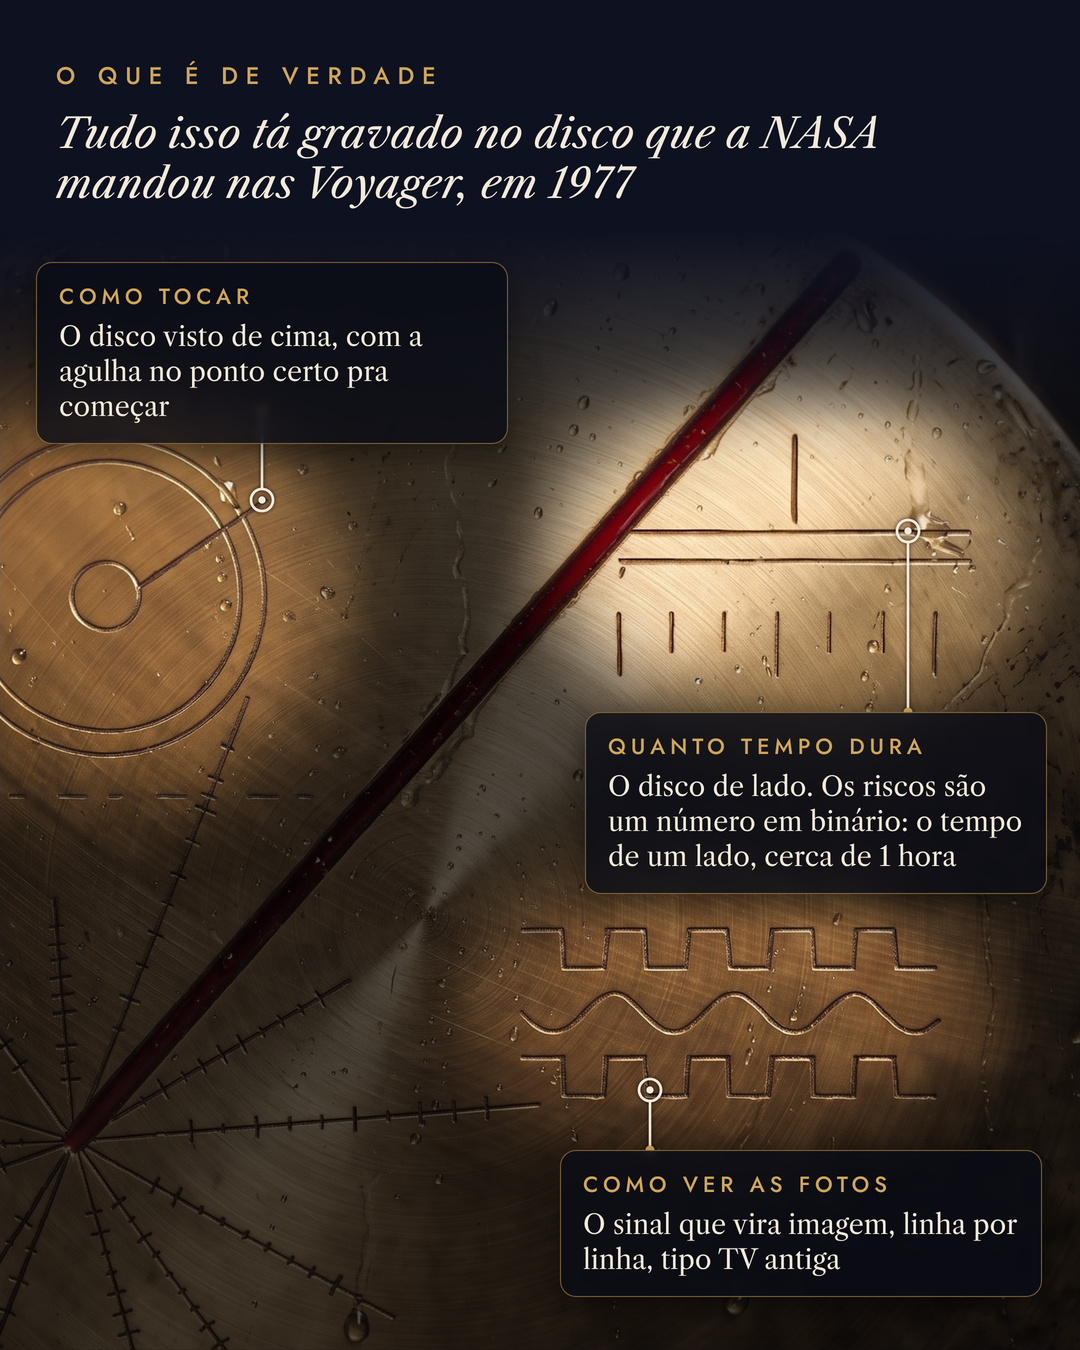 O QUE É DE VERDADE
Tudo isso tá gravado no disco que a NASA
mandou nas Voyager, em 1977
COMO TOCAR
O disco visto de cima, com a
agulha no ponto certo pra
começar
QUANTO TEMPO DURA
O disco de lado. Os riscos são
um número em binário: o tempo
de um lado, cerca de 1 hora
COMO VER AS FOTOS
O sinal que vira imagem, linha por
linha, tipo TV antiga